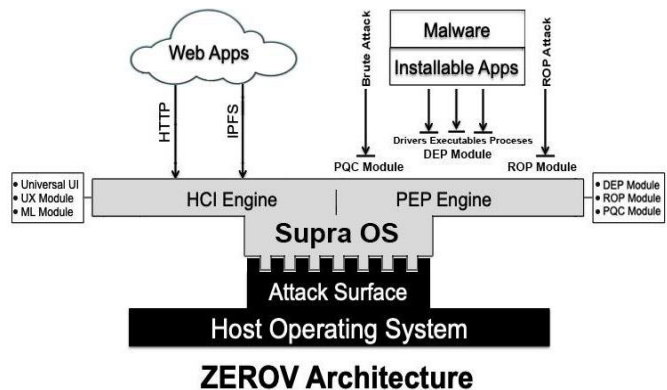 Web Apps
HTTP
IPFS
Brute Attack
Malware
Installable Apps
ROP Attack
Drivers Executables Proceses
DEP Module
PQC Module
ROP Module
• Universal UI
• UX Module
• ML Module
HCI Engine
PEP Engine
• DEP Module
• ROP Module
• PQC Module
Supra OS
Attack Surface
Host Operating System
ZEROV Architecture